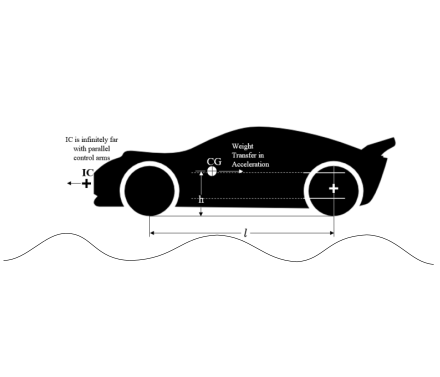 IC is infinitely far
with parallel
control arms
IC
CG
Weight
Transfer in
Acceleration
h
l